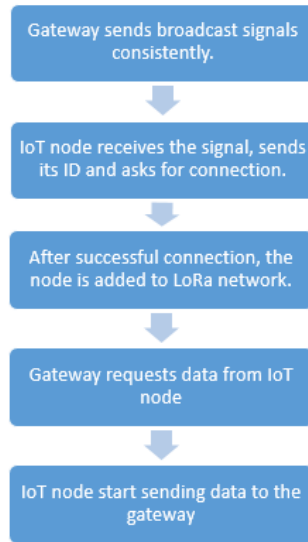 Gateway sends broadcast signals
consistently.
IoT node receives the signal, sends
its ID and asks for connection.
After successful connection, the
node is added to LoRa network.
Gateway requests data from IoT
node
IoT node start sending data to the
gateway